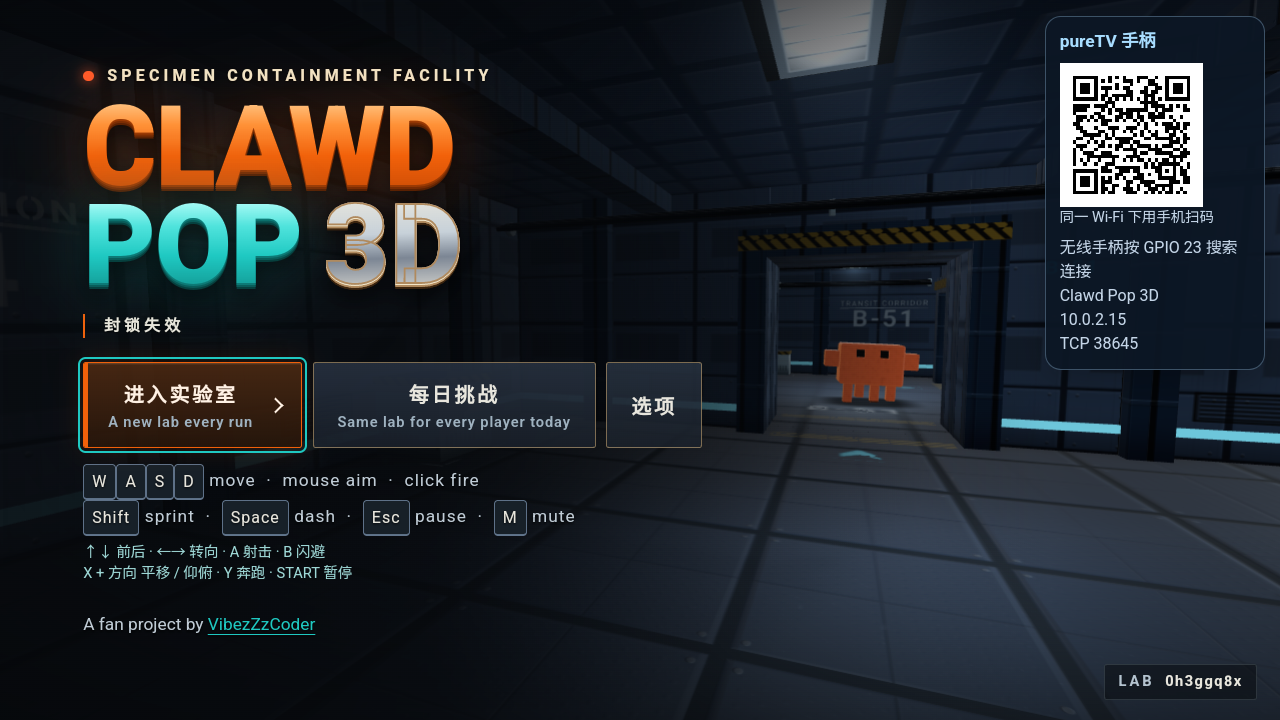 SPECIMEN CONTAINMENT FACILITY
CLAWD
POP 3D
封锁失效
进入实验室
A new lab every run
每日挑战
Same lab for every player today
选项
W A S D move · mouse aim · click fire
Shift sprint · Space dash · Esc pause · M mute
↑↓ 前后 · ←→ 转向 · A 射击 · B 闪避
X + 方向 平移 / 仰俯 · Y 奔跑 · START 暂停
A fan project by VibezZzCoder
TRANSIT CORRIDOR
B-51
pureTV 手柄
同一 Wi-Fi 下用手机扫码
无线手柄按 GPIO 23 搜索
连接
Clawd Pop 3D
10.0.2.15
TCP 38645
LAB 0h3ggq8x